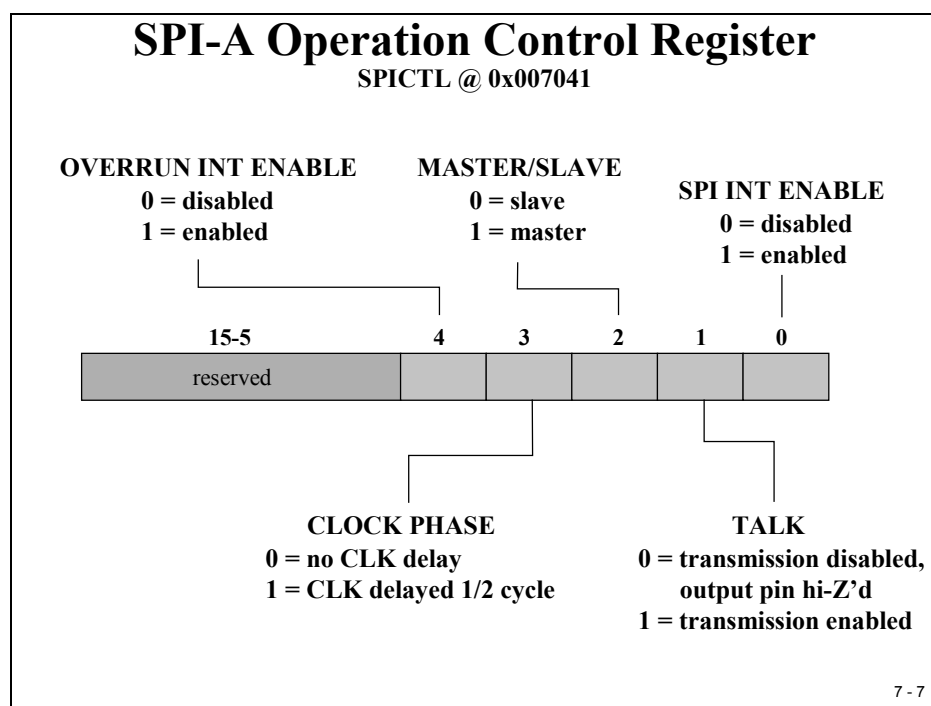 SPI-A Operation Control Register
SPICTL @ 0x007041
OVERRUN INT ENABLE
0 = disabled
1 = enabled
MASTER/SLAVE
0 = slave
1 = master
SPI INT ENABLE
0 = disabled
1 = enabled
15-5 4 3 2 1 0
reserved
CLOCK PHASE
0 = no CLK delay
1 = CLK delayed 1/2 cycle
TALK
0 = transmission disabled,
output pin hi-Z’d
1 = transmission enabled
7 - 7